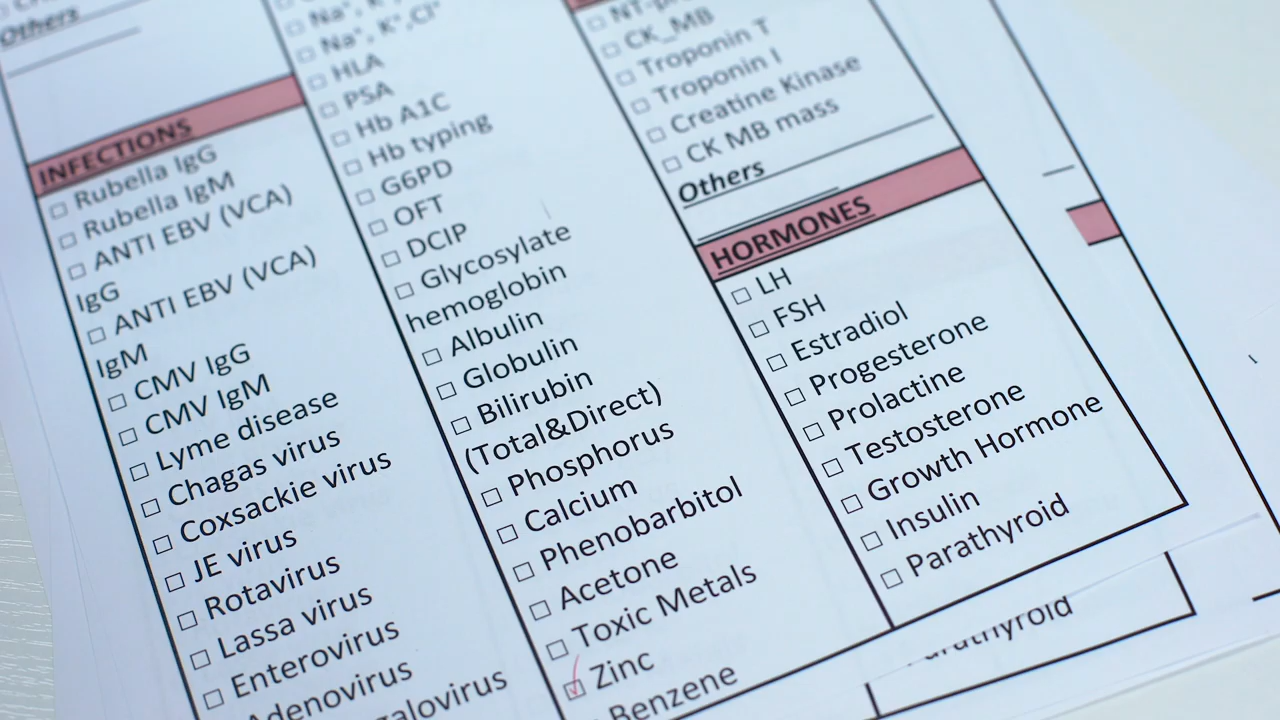 Others
INFECTIONS
☐ Rubella IgG
☐ Rubella IgM
☐ ANTI EBV (VCA)
IgG
☐ ANTI EBV (VCA)
IgM
☐ CMV IgG
☐ CMV IgM
☐ Lyme disease
☐ Chagas virus
☐ Coxsackie virus
☐ JE virus
☐ Rotavirus
☐ Lassa virus
☐ Enterovirus
Adenovirus
☐ Na⁺, K⁺,Cl⁺
☐ HLA
☐ PSA
☐ Hb A1C
☐ Hb typing
☐ G6PD
☐ OFT
☐ DCIP
☐ Glycosylate
hemoglobin
☐ Albulin
☐ Globulin
☐ Bilirubin
(Total&Direct)
☐ Phosphorus
☐ Calcium
☐ Phenobarbitol
☐ Acetone
☐ Toxic Metals
☑ Zinc
Benzene
☐ CK_MB
☐ Troponin T
☐ Troponin I
☐ Creatine Kinase
☐ CK MB mass
Others
HORMONES
☐ LH
☐ FSH
☐ Estradiol
☐ Progesterone
☐ Prolactine
☐ Testosterone
☐ Growth Hormone
☐ Insulin
☐ Parathyroid